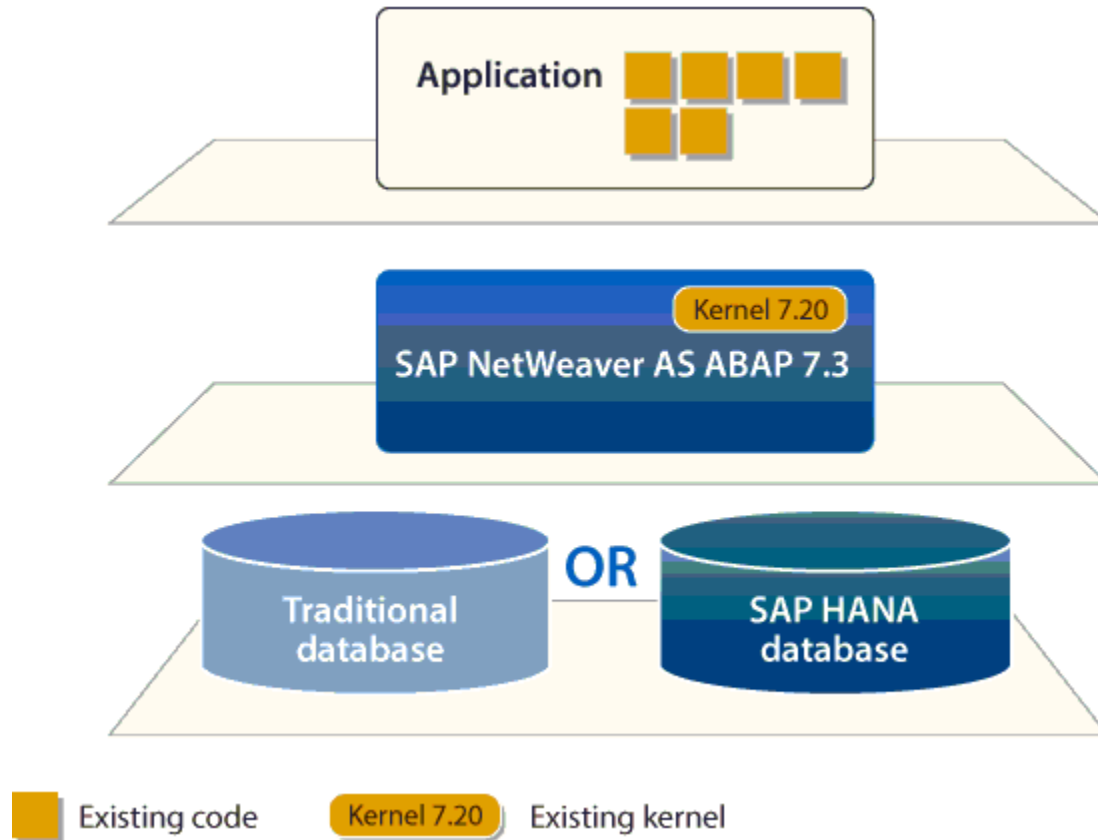 Application
Kernel 7.20
SAP NetWeaver AS ABAP 7.3
Traditional
database
OR
SAP HANA
database
Existing code
Kernel 7.20
Existing kernel